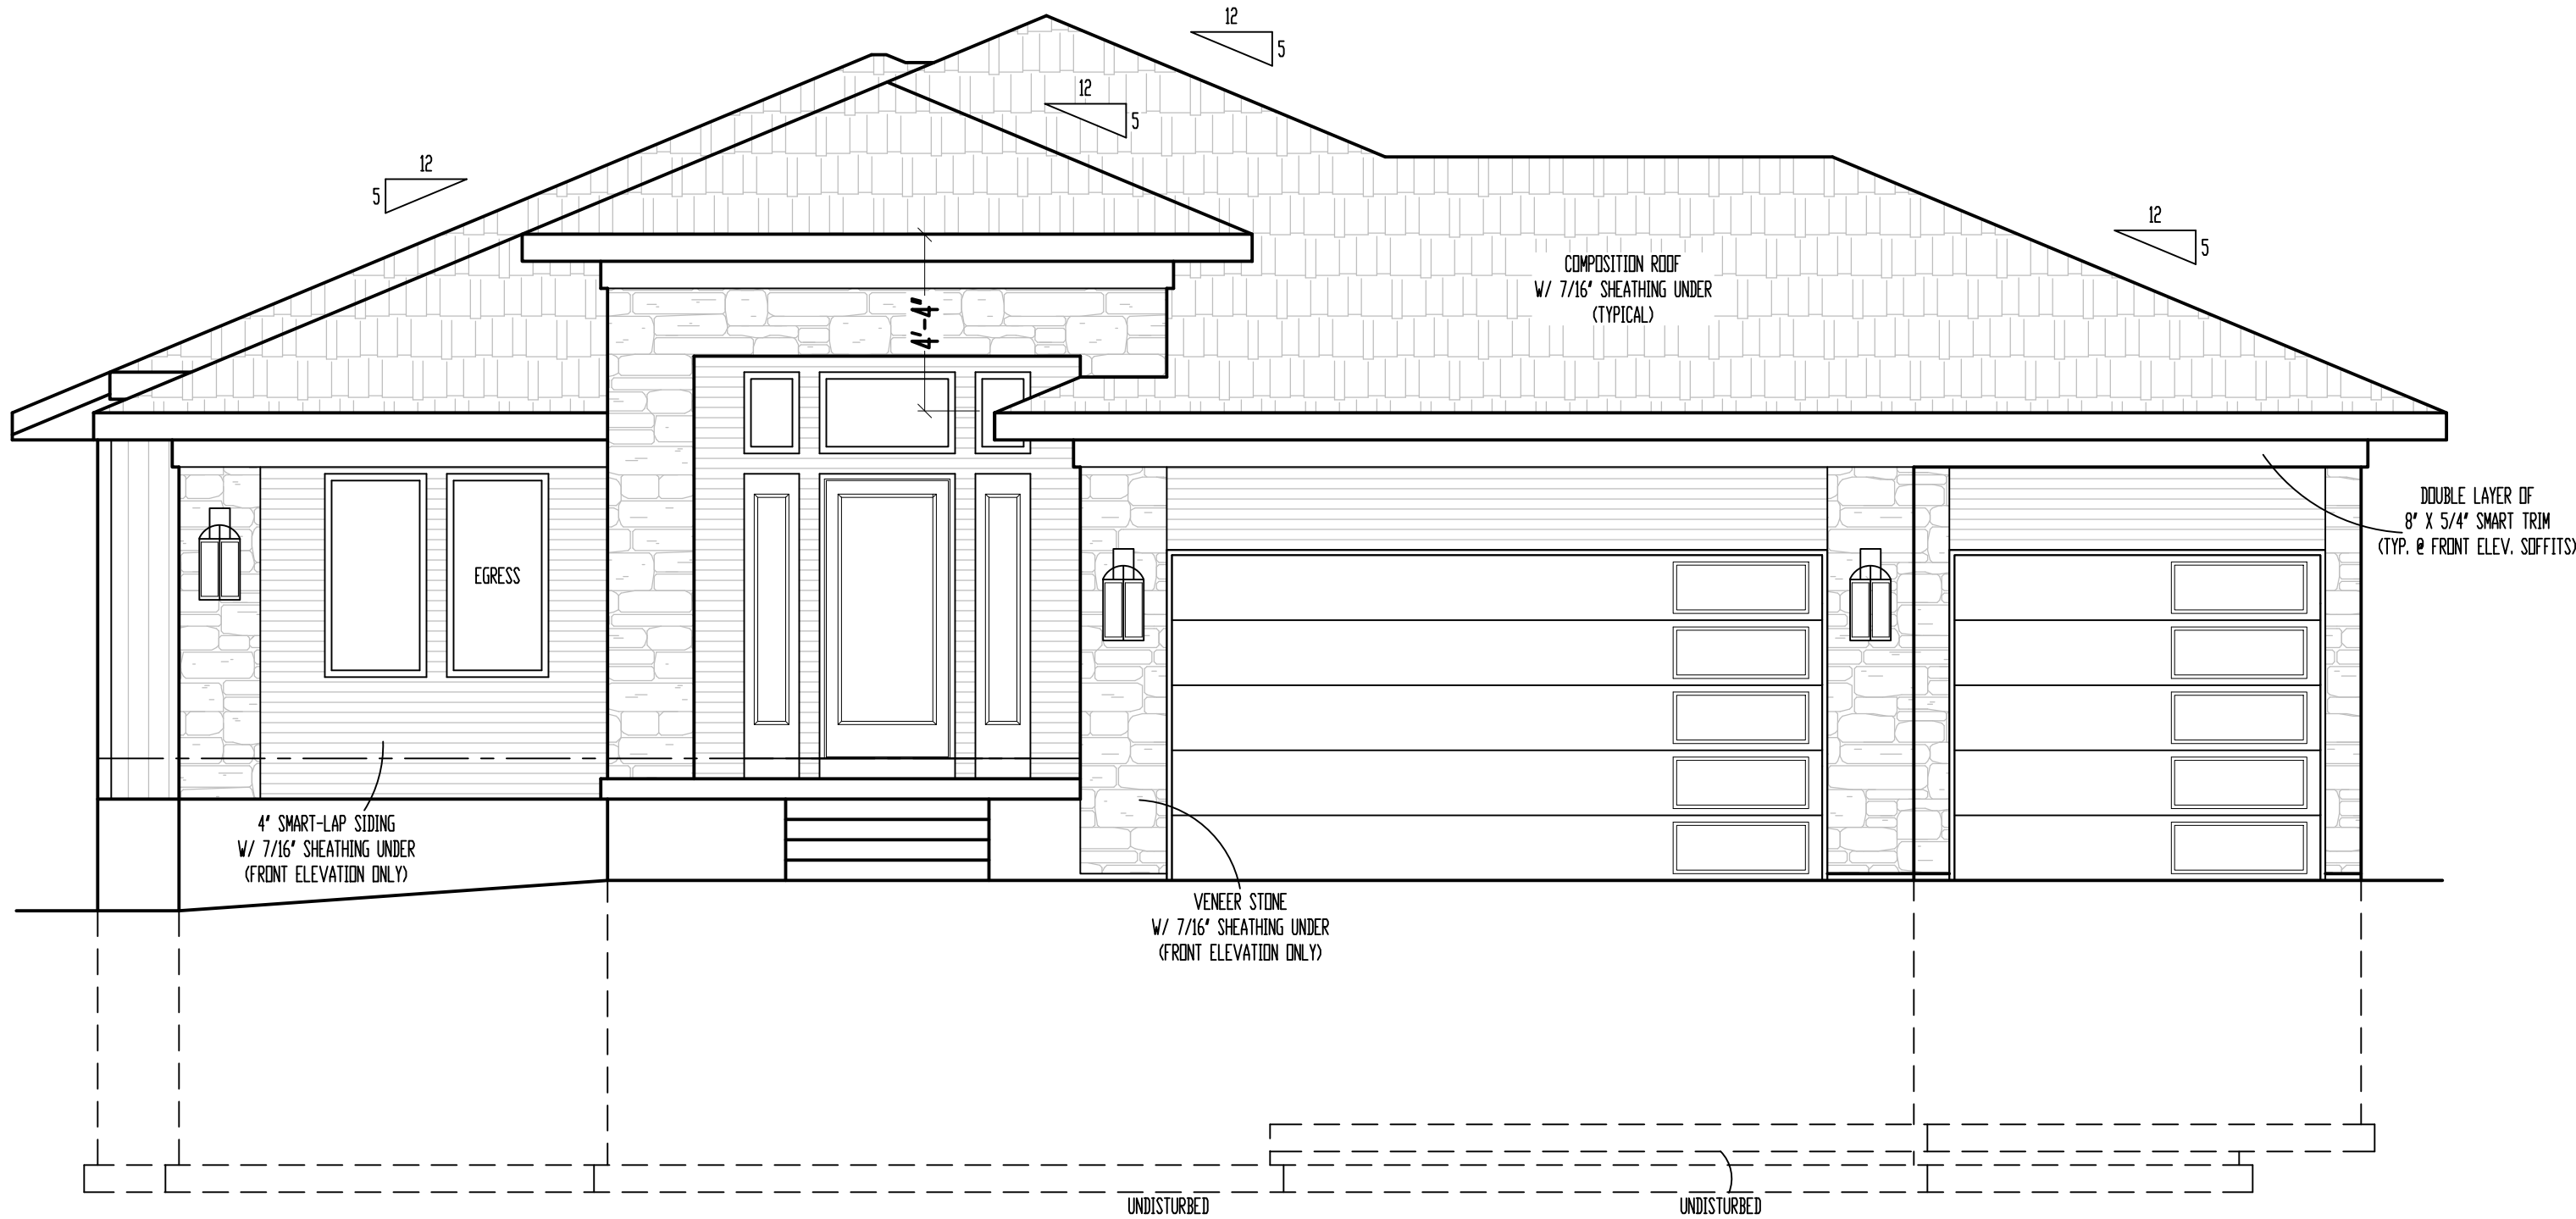 12
5
12
5
12
5
12
5
4'-4"
COMPOSITION ROOF
W/ 7/16" SHEATHING UNDER
(TYPICAL)
DOUBLE LAYER OF
8" X 5/4" SMART TRIM
(TYP. @ FRONT ELEV. SOFFITS)
EGRESS
4" SMART-LAP SIDING
W/ 7/16" SHEATHING UNDER
(FRONT ELEVATION ONLY)
VENEER STONE
W/ 7/16" SHEATHING UNDER
(FRONT ELEVATION ONLY)
UNDISTURBED
UNDISTURBED